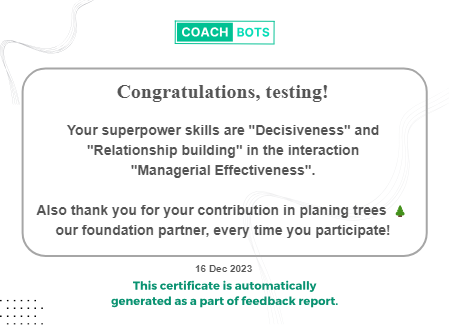 COACH BOTS
Congratulations, testing!
Your superpower skills are "Decisiveness" and
"Relationship building" in the interaction
"Managerial Effectiveness".
Also thank you for your contribution in planing trees 🌲
our foundation partner, every time you participate!
16 Dec 2023
This certificate is automatically
generated as a part of feedback report.